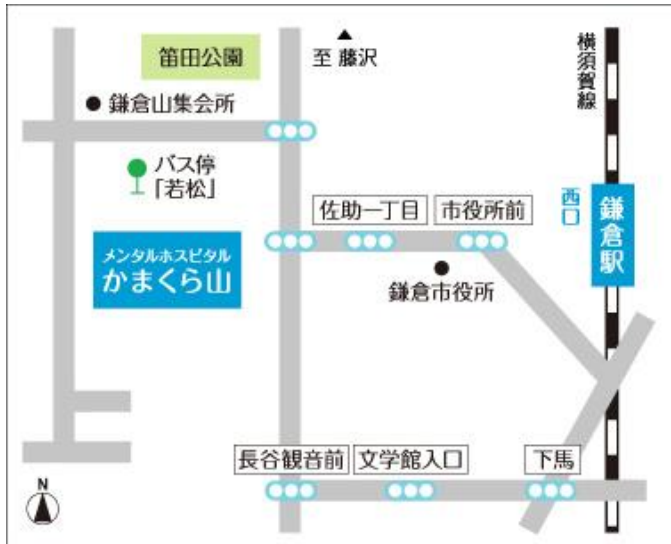 笛田公園
至 藤沢
横須賀線
鎌倉山集会所
バス停
「若松」
西口
鎌倉駅
佐助一丁目
市役所前
メンタルホスピタル
かまくら山
鎌倉市役所
長谷観音前
文学館入口
下馬
N